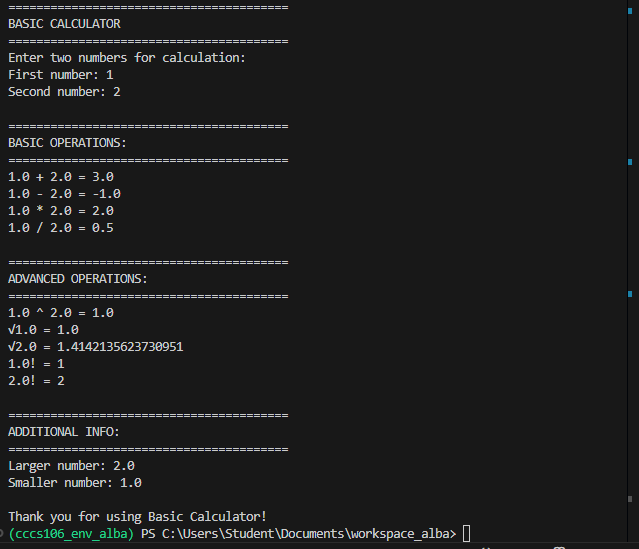 ========================================
BASIC CALCULATOR
========================================
Enter two numbers for calculation:
First number: 1
Second number: 2
========================================
BASIC OPERATIONS:
========================================
1.0 + 2.0 = 3.0
1.0 - 2.0 = -1.0
1.0 * 2.0 = 2.0
1.0 / 2.0 = 0.5
========================================
ADVANCED OPERATIONS:
========================================
1.0 ^ 2.0 = 1.0
√1.0 = 1.0
√2.0 = 1.4142135623730951
1.0! = 1
2.0! = 2
========================================
ADDITIONAL INFO:
========================================
Larger number: 2.0
Smaller number: 1.0
Thank you for using Basic Calculator!
(cccs106_env_alba) PS C:\Users\Student\Documents\workspace_alba>